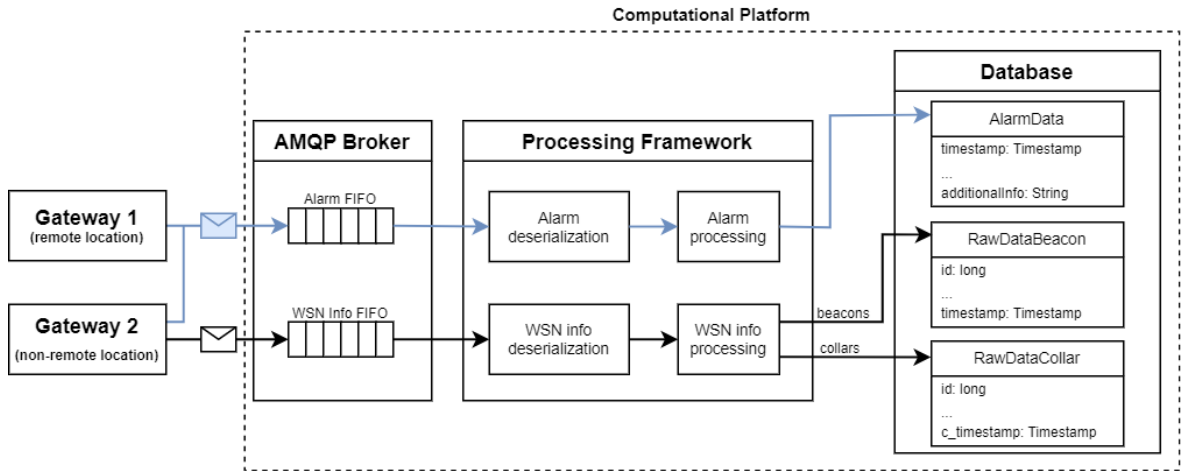 Computational Platform
Gateway 1
(remote location)
Gateway 2
(non-remote location)
AMQP Broker
Alarm FIFO
WSN Info FIFO
Processing Framework
Alarm
deserialization
Alarm
processing
WSN info
deserialization
WSN info
processing
beacons
collars
Database
AlarmData
timestamp: Timestamp
...
additionalInfo: String
RawDataBeacon
id: long
...
timestamp: Timestamp
RawDataCollar
id: long
...
c_timestamp: Timestamp